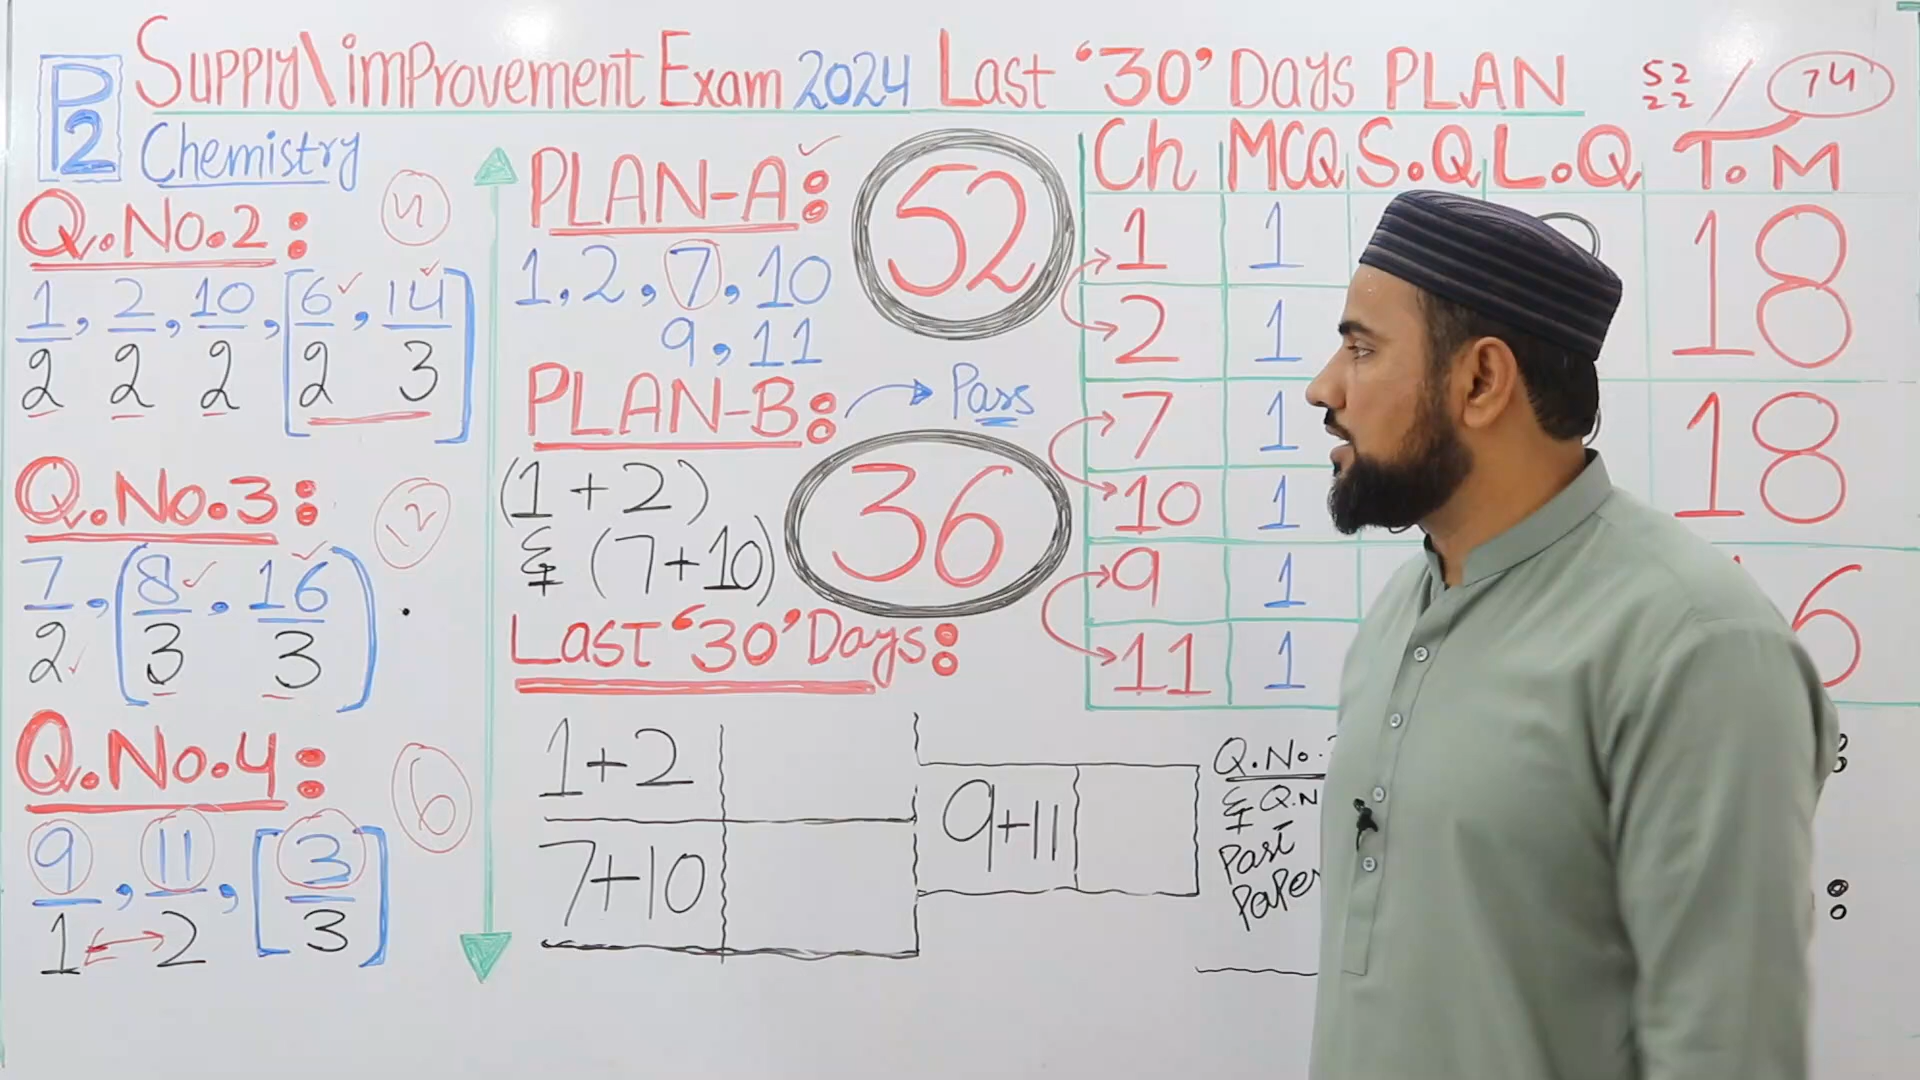 Supply\improvement Exam 2024 Last '30' Days PLAN
52
22 / 74
P2
Chemistry
Q.No.2:
1/2, 2/2, 10/2, [6/2, 14/3]
Q.No.3: 12
7/2, (8/3, 16/3)
Q.No.4: 6
9/1, 11/2, [3/3]
PLAN-A: 52
1, 2, 7, 10
9, 11
PLAN-B: Pass
(1+2) 36
& (7+10)
LAST '30' Days:
1+2
7+10
9+11
Ch MCQ S.Q L.Q T.M
1 1 18
2 1
7 1 18
10 1
9 1 6
11 1
Q.No.
& Q.N
Past
Paper